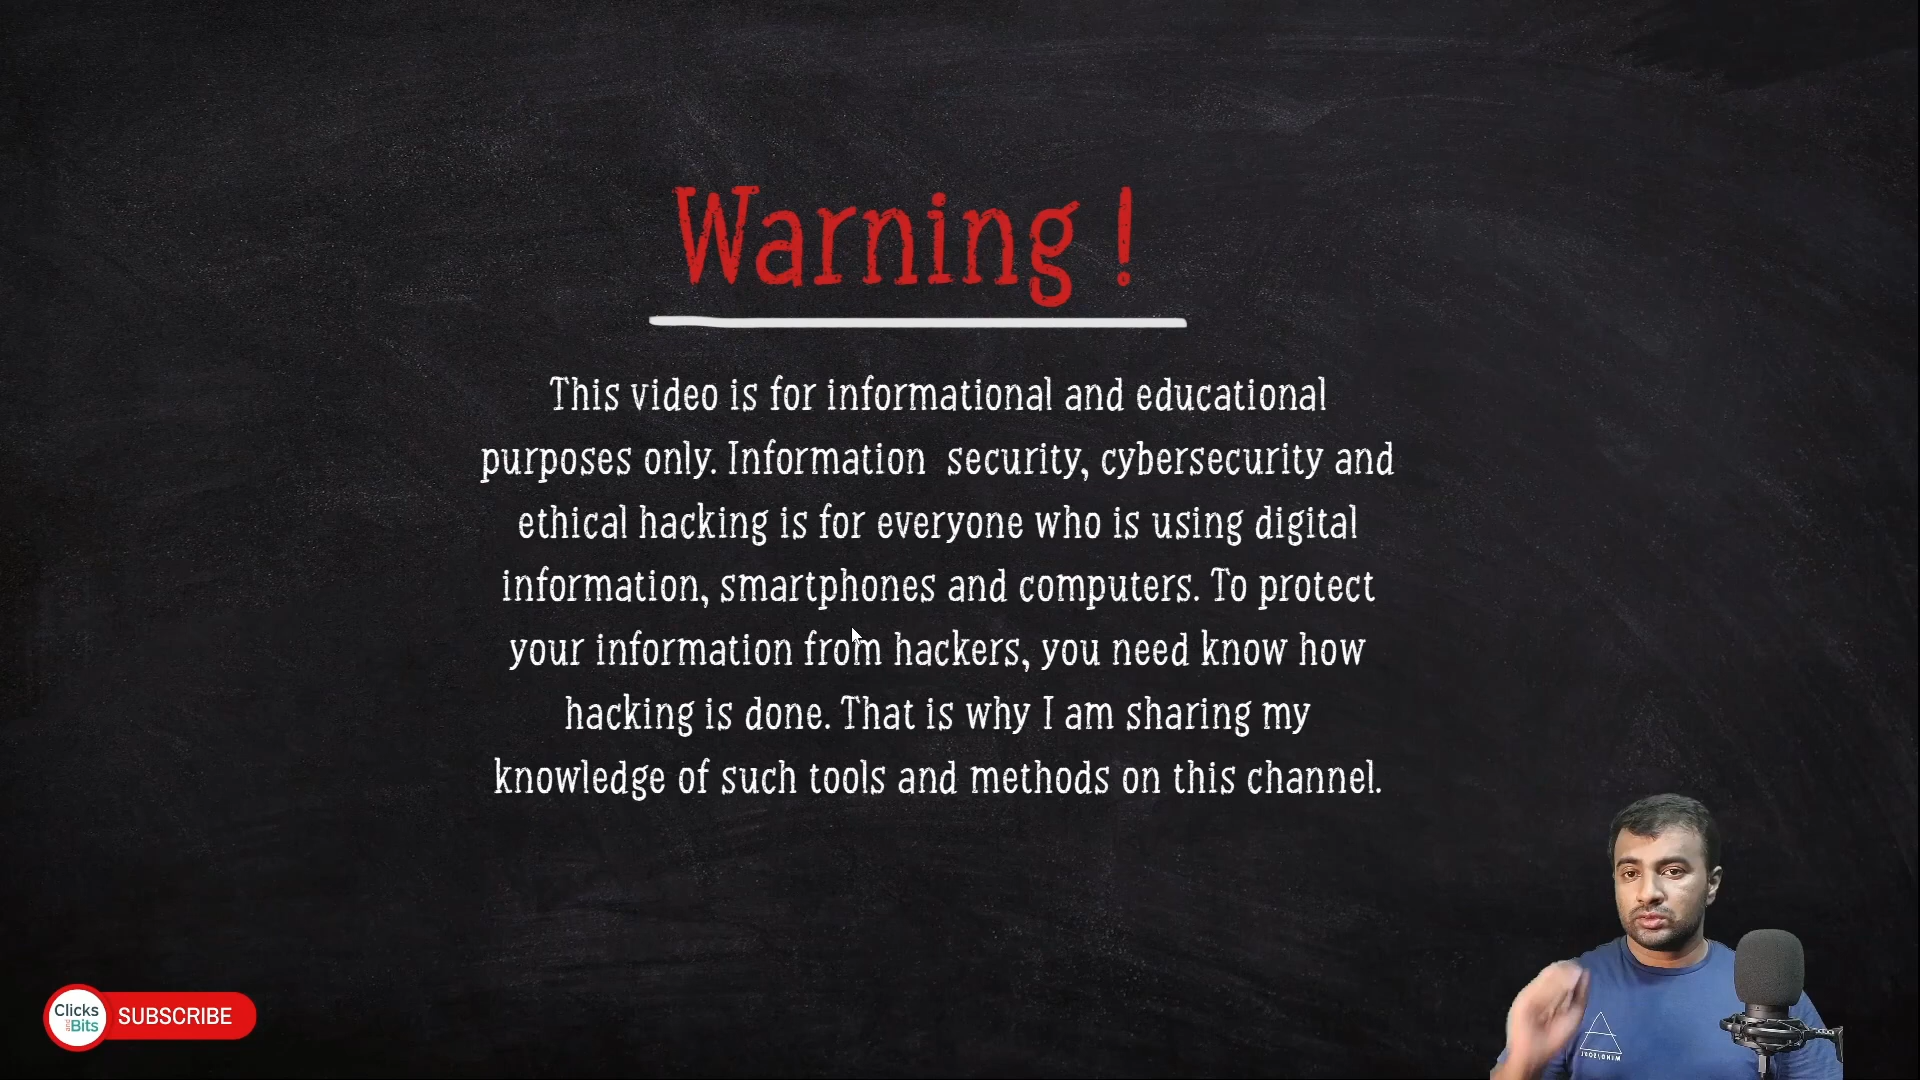 Warning !
This video is for informational and educational
purposes only. Information security, cybersecurity and
ethical hacking is for everyone who is using digital
information, smartphones and computers. To protect
your information from hackers, you need know how
hacking is done. That is why I am sharing my
knowledge of such tools and methods on this channel.
Clicks
and Bits
SUBSCRIBE